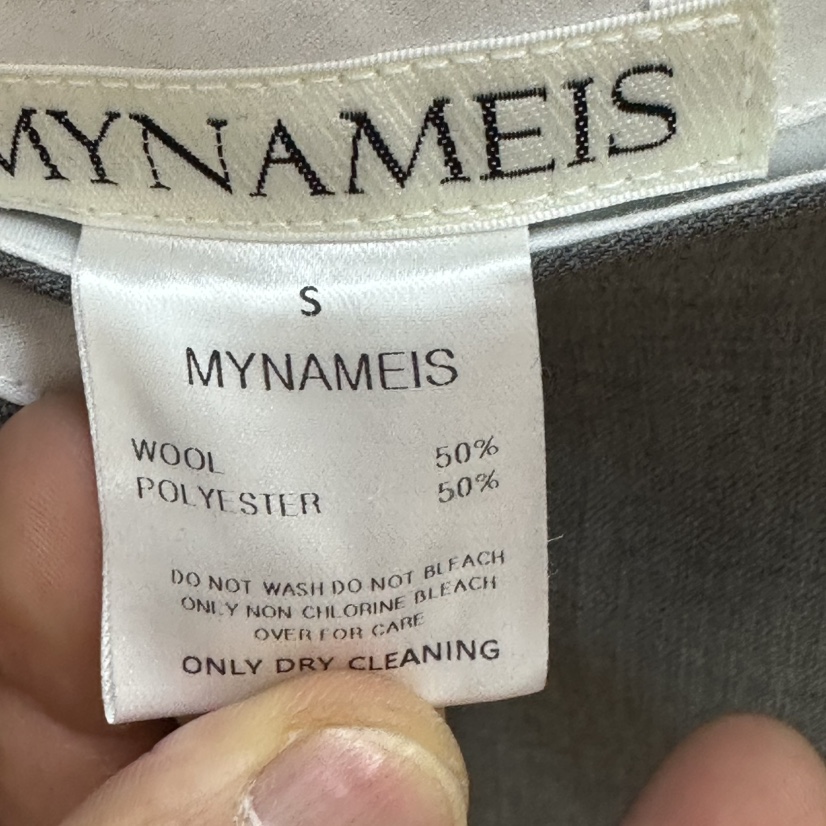 MYNAMEIS
S
MYNAMEIS
WOOL 50%
POLYESTER 50%
DO NOT WASH DO NOT BLEACH
ONLY NON CHLORINE BLEACH
OVER FOR CARE
ONLY DRY CLEANING